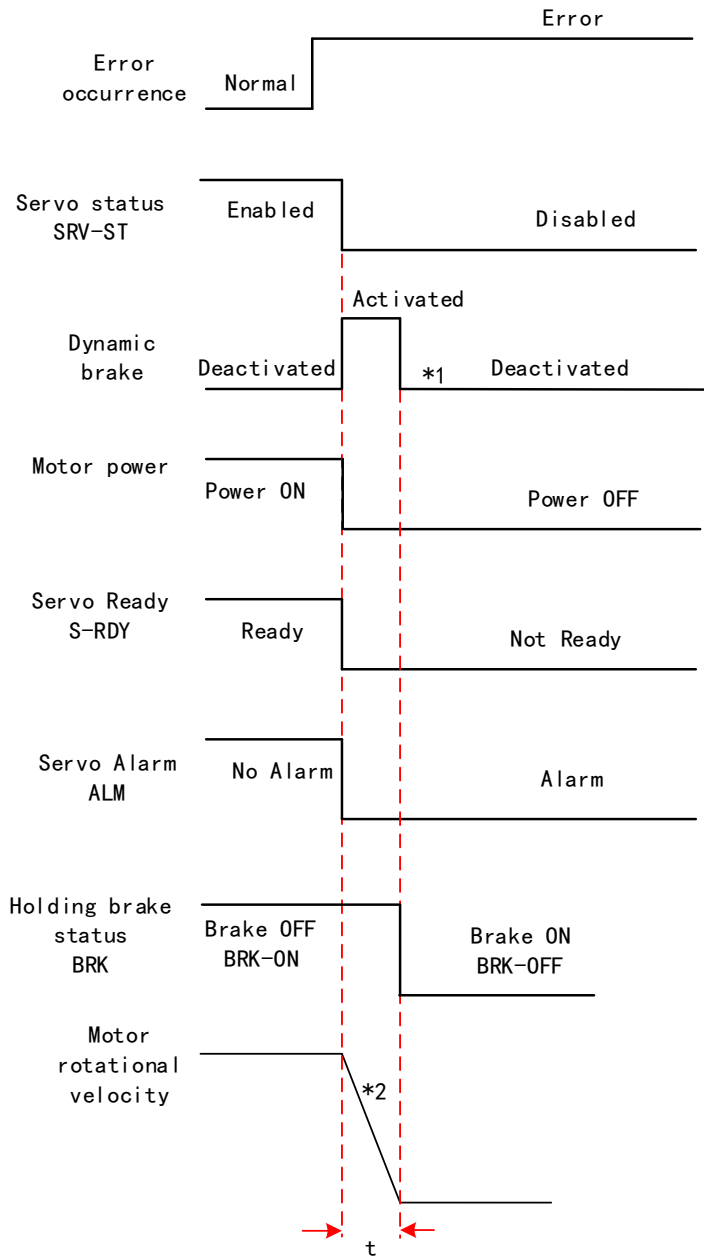 Error
Error
occurrence
Normal
Servo status
SRV-ST
Enabled
Disabled
Activated
Dynamic
brake
Deactivated
*1
Deactivated
Motor power
Power ON
Power OFF
Servo Ready
S-RDY
Ready
Not Ready
Servo Alarm
ALM
No Alarm
Alarm
Holding brake
status
BRK
Brake OFF
BRK-ON
Brake ON
BRK-OFF
Motor
rotational
velocity
*2
t